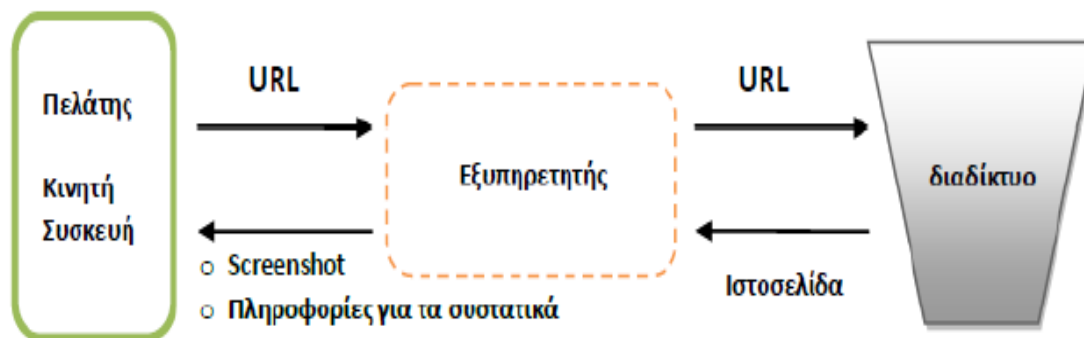 Πελάτης
Κινητή
Συσκευή
URL
Screenshot
Πληροφορίες για τα συστατικά
Εξυπηρετητής
URL
Ιστοσελίδα
διαδίκτυο